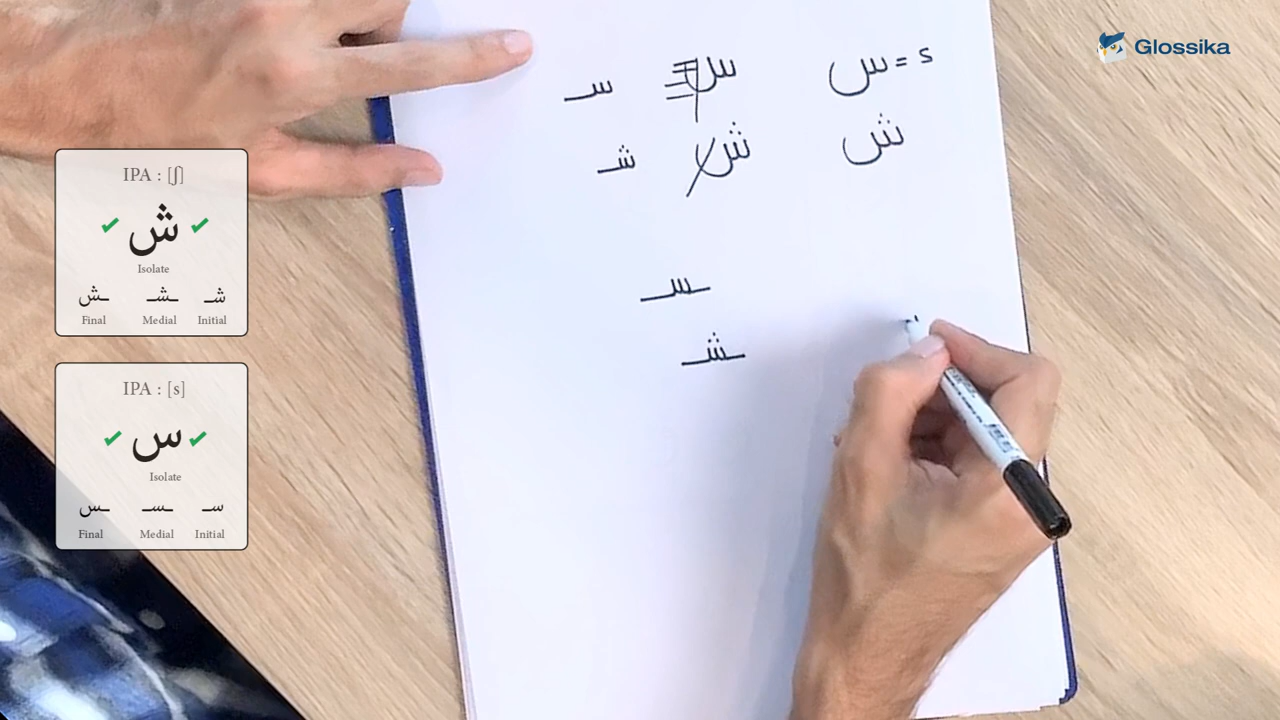 Glossika
IPA : [ʃ]
ش
Isolate
ـش ـشـ شـ
Final Medial Initial
IPA : [s]
س
Isolate
ـس ـسـ سـ
Final Medial Initial
س = s
س
سـ
ش
ش
شـ
ـسـ
ـشـ